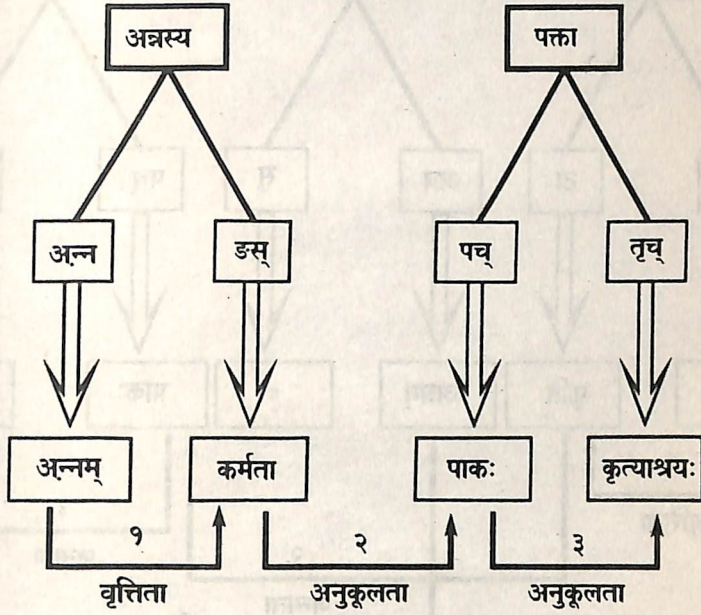 अन्नस्य पक्ता
अन्न ङस् पच् तृच्
अन्नम् कर्मता पाकः कृत्याश्रयः
१ २ ३
वृत्तिता अनुकूलता अनुकूलता